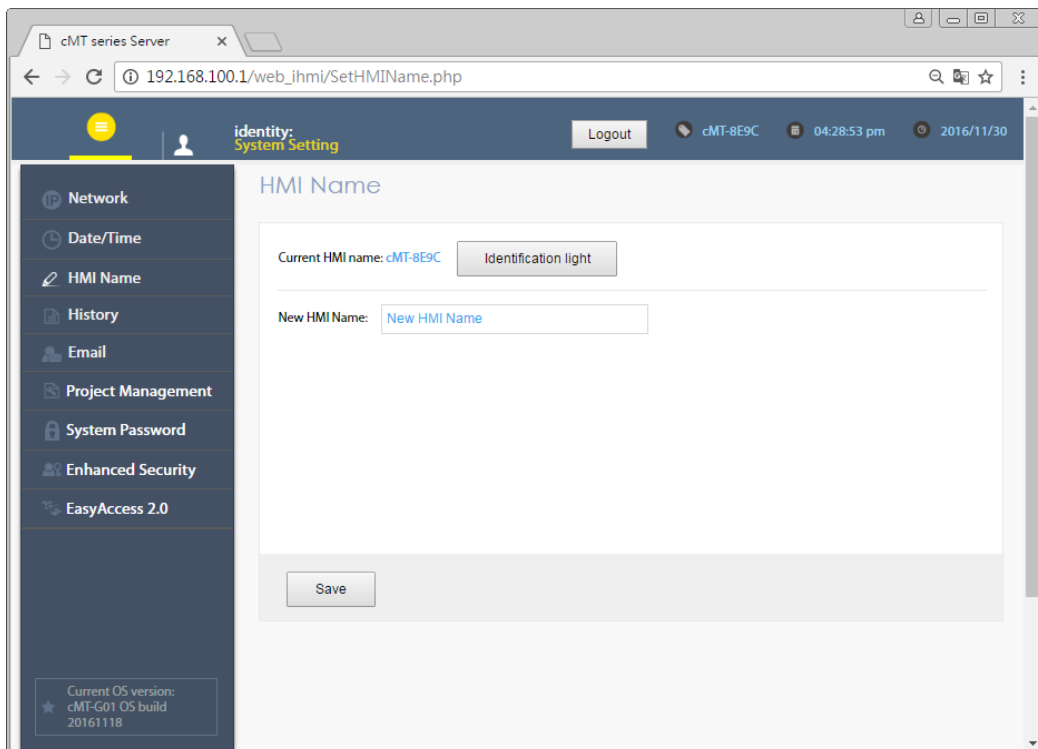 cMT series Server
192.168.100.1/web_ihmi/SetHMIName.php
identity:
System Setting
Logout
cMT-8E9C
04:28:53 pm
2016/11/30
Network
Date/Time
HMI Name
History
Email
Project Management
System Password
Enhanced Security
EasyAccess 2.0
Current OS version:
cMT-G01 OS build
20161118
HMI Name
Current HMI name: cMT-8E9C
Identification light
New HMI Name:
New HMI Name
Save